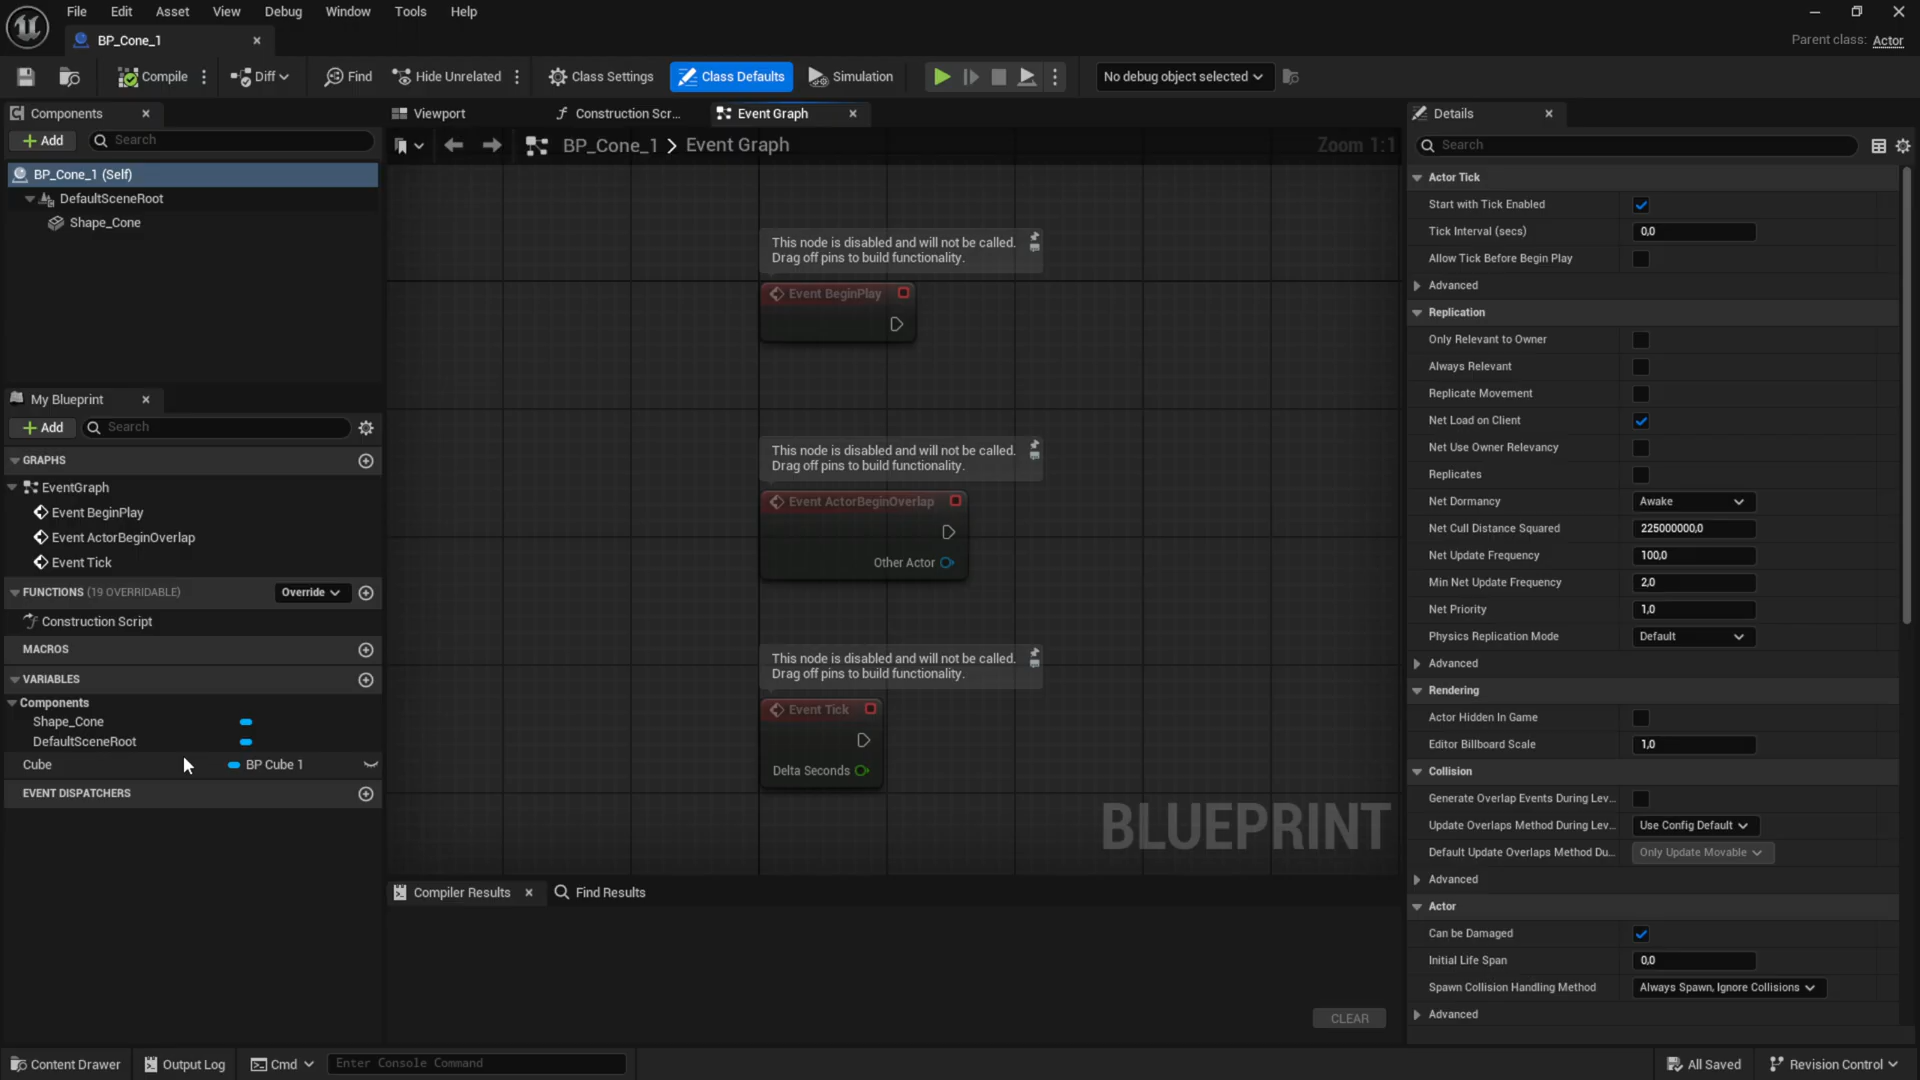 File Edit Asset View Debug Window Tools Help
BP_Cone_1
Parent class: Actor
Compile Diff Find Hide Unrelated Class Settings Class Defaults Simulation No debug object selected
Components
Add Search
BP_Cone_1 (Self)
DefaultSceneRoot
Shape_Cone
My Blueprint
Add Search
GRAPHS
EventGraph
Event BeginPlay
Event ActorBeginOverlap
Event Tick
FUNCTIONS (19 OVERRIDABLE) Override
Construction Script
MACROS
VARIABLES
Components
Shape_Cone
DefaultSceneRoot
Cube BP Cube 1
EVENT DISPATCHERS
Viewport Construction Scr... Event Graph
BP_Cone_1 > Event Graph Zoom 1:1
This node is disabled and will not be called.
Drag off pins to build functionality.
Event BeginPlay
This node is disabled and will not be called.
Drag off pins to build functionality.
Event ActorBeginOverlap
Other Actor
This node is disabled and will not be called.
Drag off pins to build functionality.
Event Tick
Delta Seconds
BLUEPRINT
Compiler Results Find Results
CLEAR
Details
Search
Actor Tick
Start with Tick Enabled
Tick Interval (secs) 0,0
Allow Tick Before Begin Play
Advanced
Replication
Only Relevant to Owner
Always Relevant
Replicate Movement
Net Load on Client
Net Use Owner Relevancy
Replicates
Net Dormancy Awake
Net Cull Distance Squared 225000000,0
Net Update Frequency 100,0
Min Net Update Frequency 2,0
Net Priority 1,0
Physics Replication Mode Default
Advanced
Rendering
Actor Hidden In Game
Editor Billboard Scale 1,0
Collision
Generate Overlap Events During Lev...
Update Overlaps Method During Lev... Use Config Default
Default Update Overlaps Method Du... Only Update Movable
Advanced
Actor
Can be Damaged
Initial Life Span 0,0
Spawn Collision Handling Method Always Spawn, Ignore Collisions
Advanced
Content Drawer Output Log Cmd Enter Console Command All Saved Revision Control